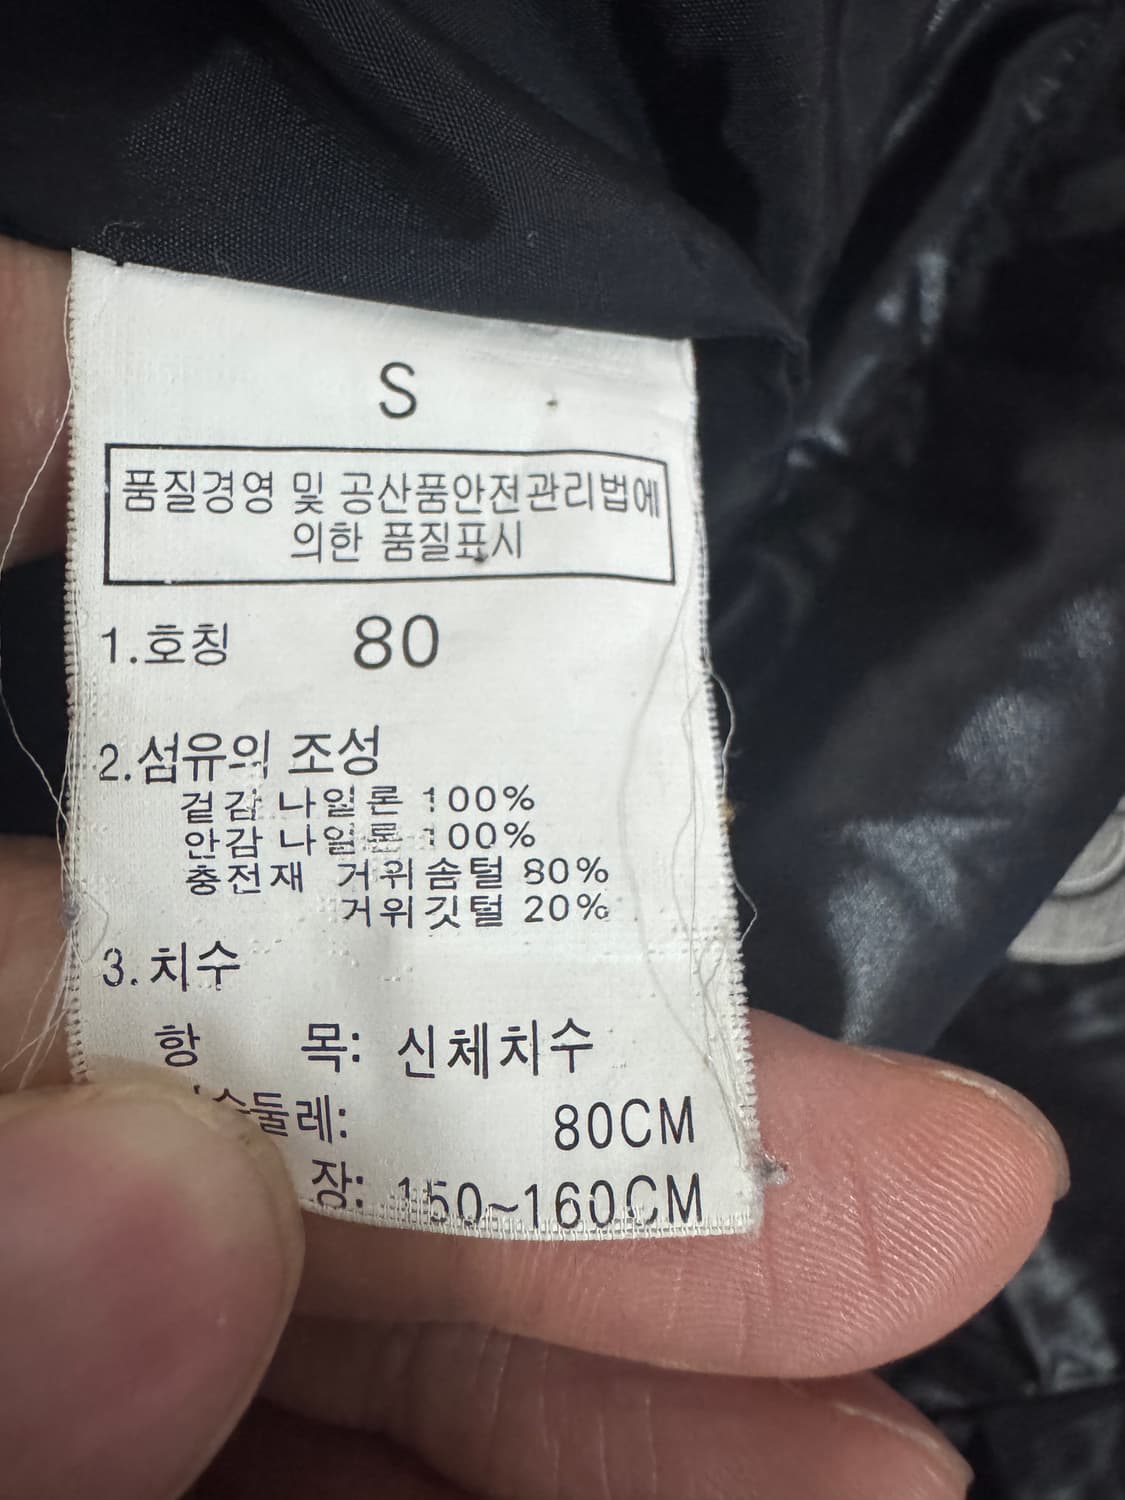 S
품질경영 및 공산품안전관리법에
의한 품질표시
1.호칭 80
2.섬유의 조성
겉감 나일론 100%
안감 나일론 100%
충전재 거위솜털 80%
거위깃털 20%
3.치수
항 목: 신체치수
80CM
장: 150~160CM